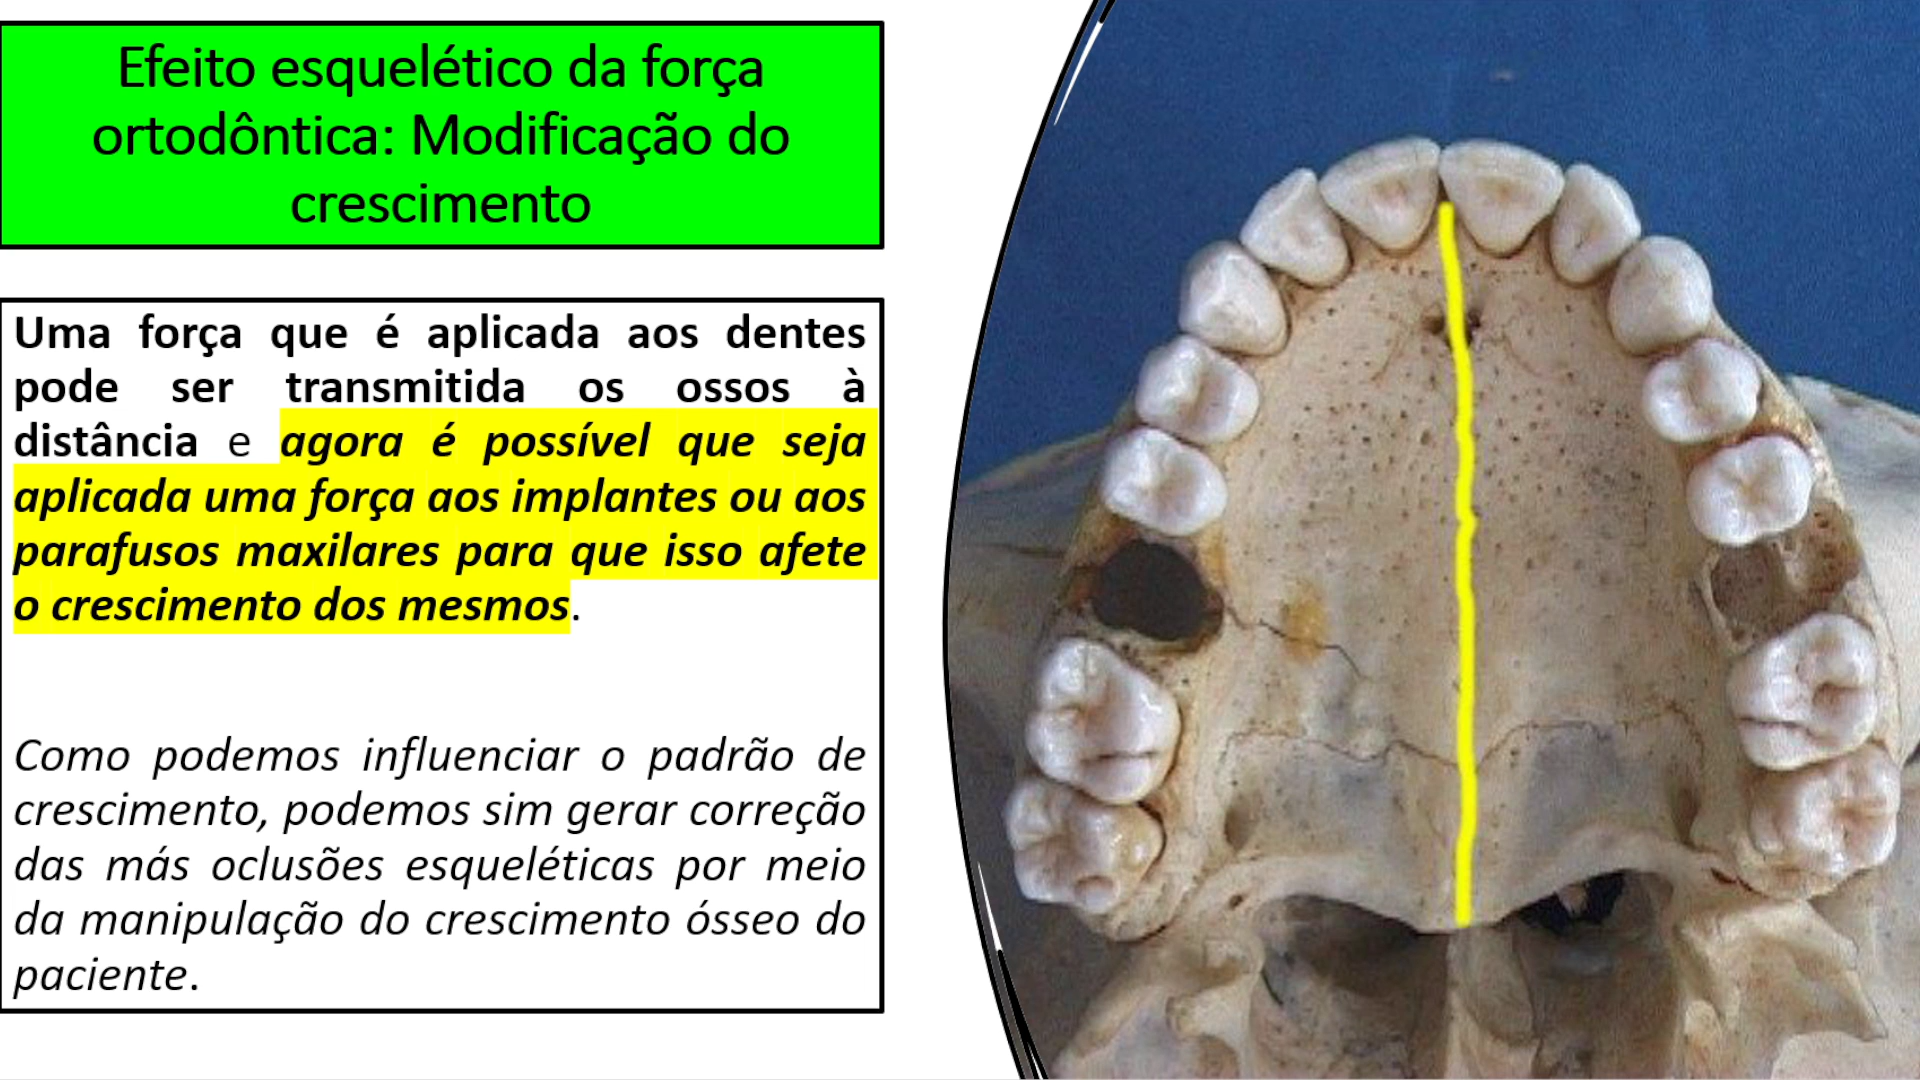 Efeito esquelético da força
ortodôntica: Modificação do
crescimento
Uma força que é aplicada aos dentes
pode ser transmitida os ossos à
distância e agora é possível que seja
aplicada uma força aos implantes ou aos
parafusos maxilares para que isso afete
o crescimento dos mesmos.
Como podemos influenciar o padrão de
crescimento, podemos sim gerar correção
das más oclusões esqueléticas por meio
da manipulação do crescimento ósseo do
paciente.